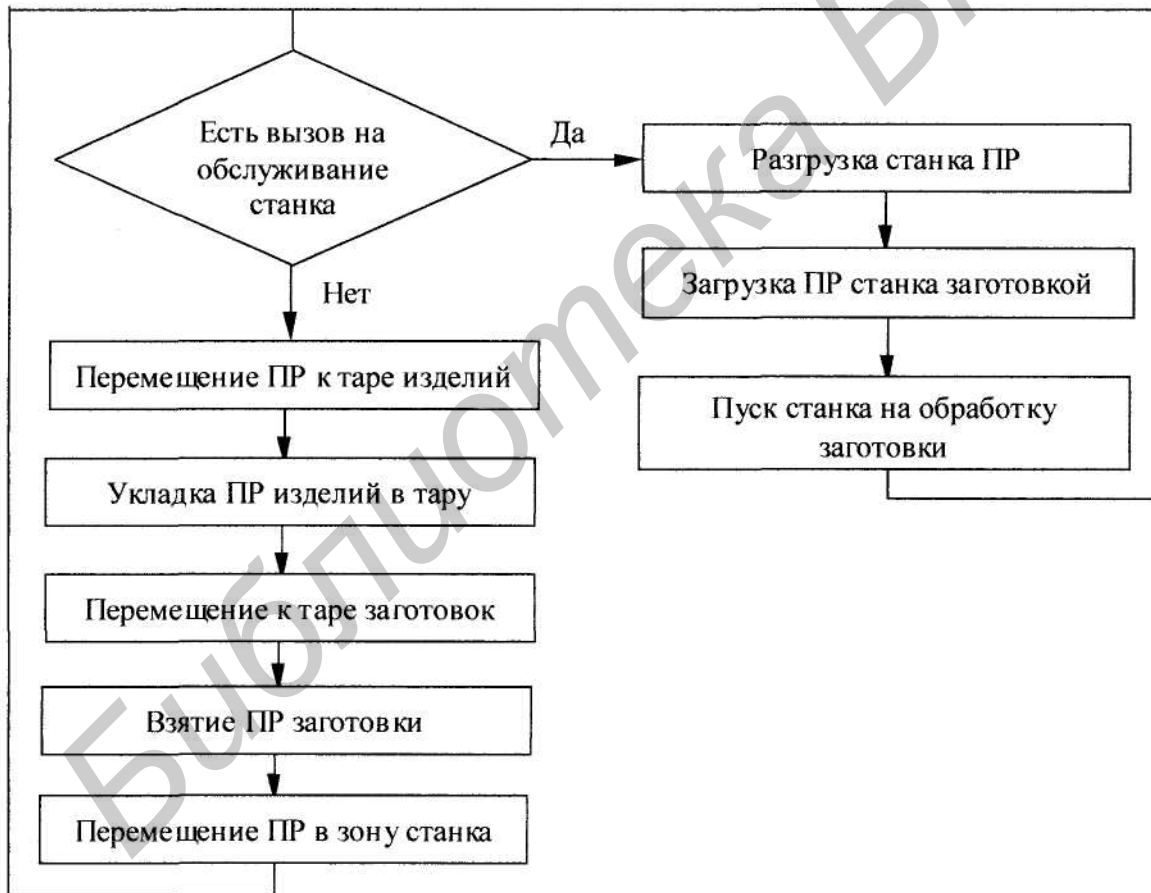 Есть вызов на
обслуживание
станка
Да
Нет
Разгрузка станка ПР
Загрузка ПР станка заготовкой
Пуск станка на обработку
заготовки
Перемещение ПР к таре изделий
Укладка ПР изделий в тару
Перемещение к таре заготовок
Взятие ПР заготовки
Перемещение ПР в зону станка
Библиотека